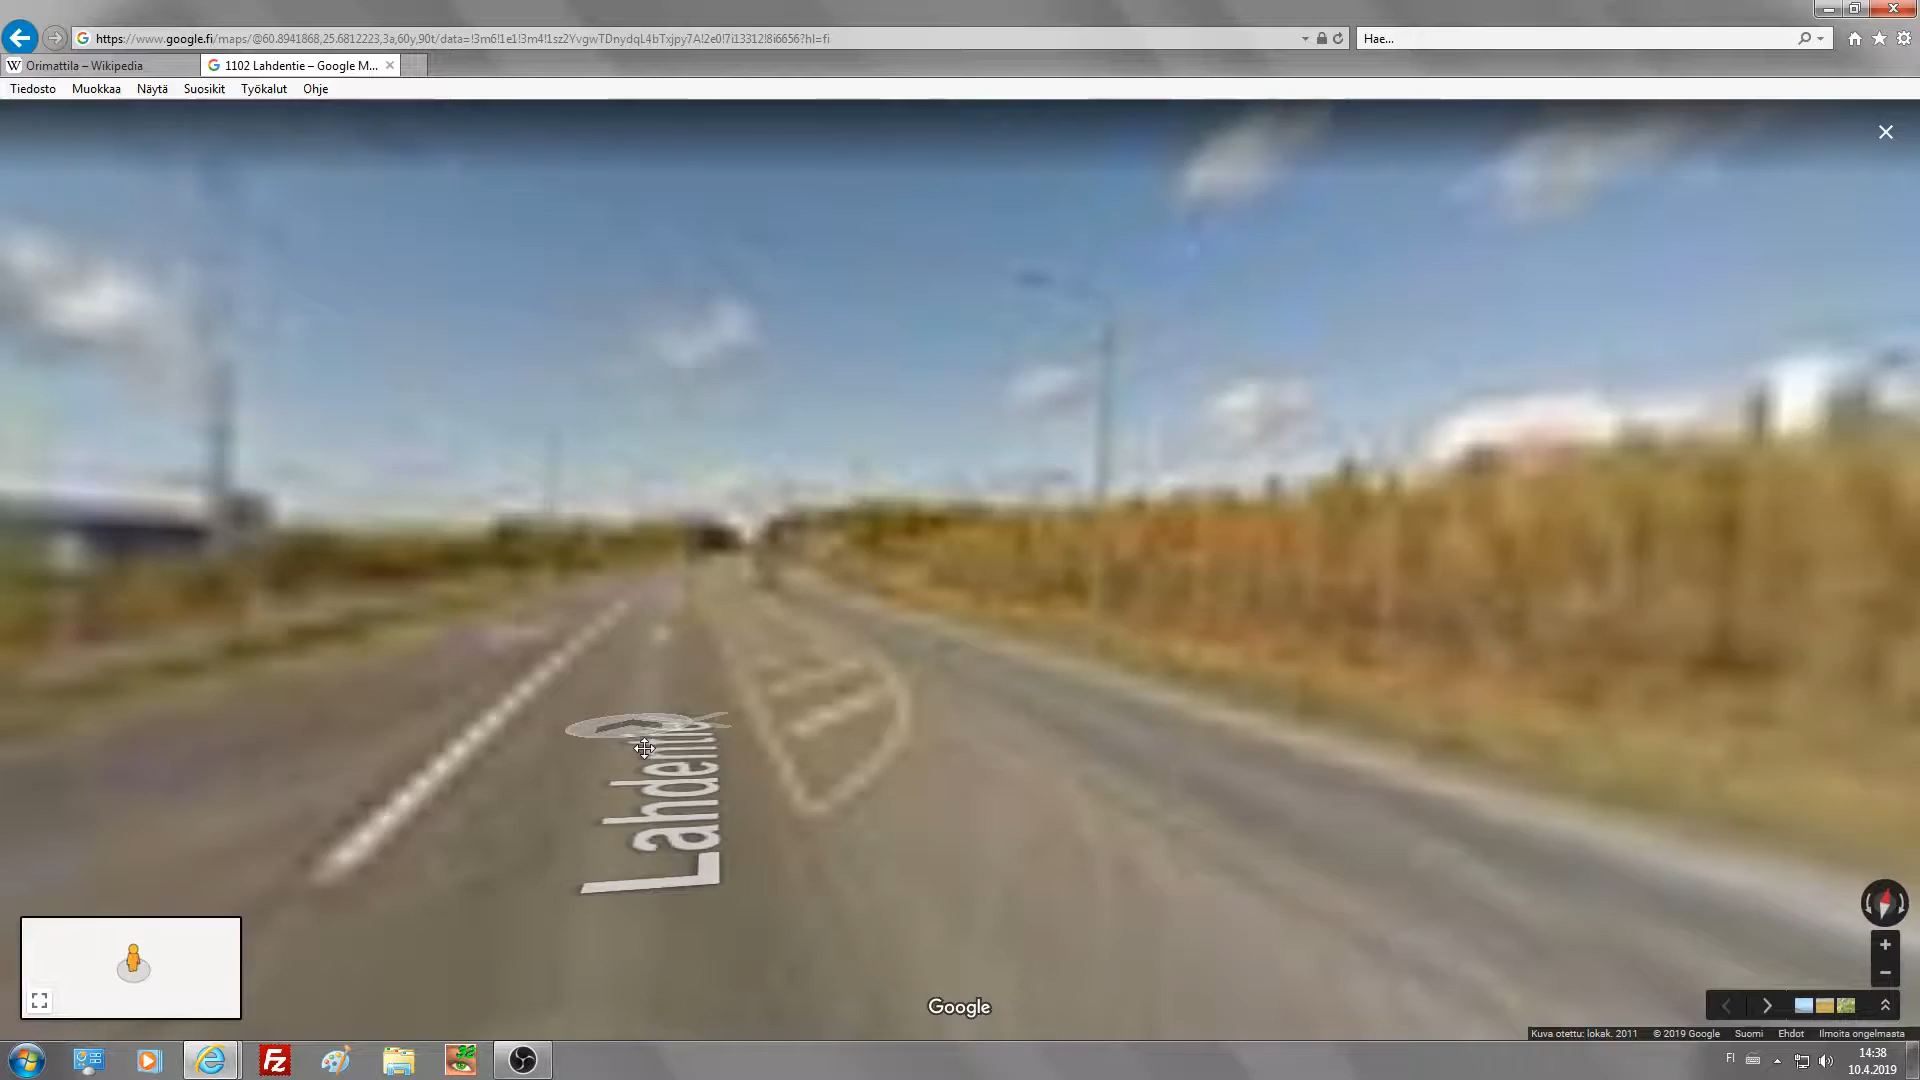 https://www.google.fi/maps/@60.8941868,25.6812223,3a,60y,90t/data=!3m6!1e1!3m4!1sz2YvgwTDnydqL4bTxjpy7A!2e0!7i13312!8i6656?hl=fi
Hae...
Orimattila – Wikipedia
1102 Lahdentie – Google M...
Tiedosto Muokkaa Näytä Suosikit Työkalut Ohje
Lahdentie
Google
Kuva otettu: lokak. 2011 © 2019 Google Suomi Ehdot Ilmoita ongelmasta
FI
14:38
10.4.2019